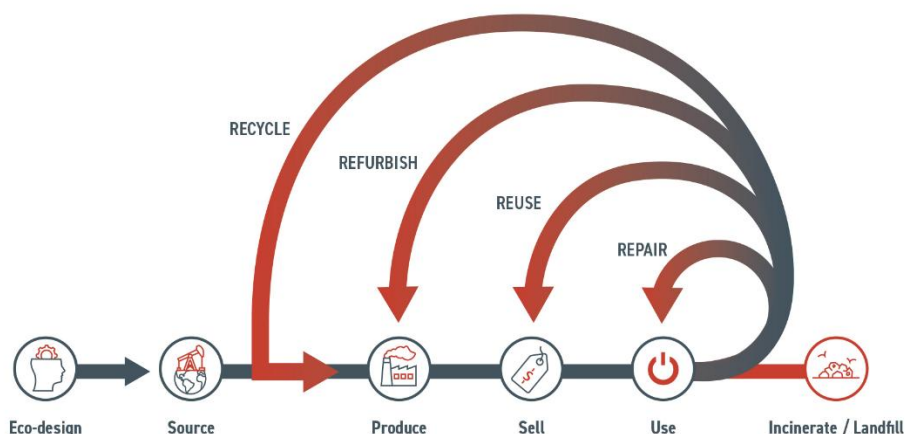 RECYCLE
REFURBISH
REUSE
REPAIR
-$-
Eco-design
Source
Produce
Sell
Use
Incinerate / Landfill